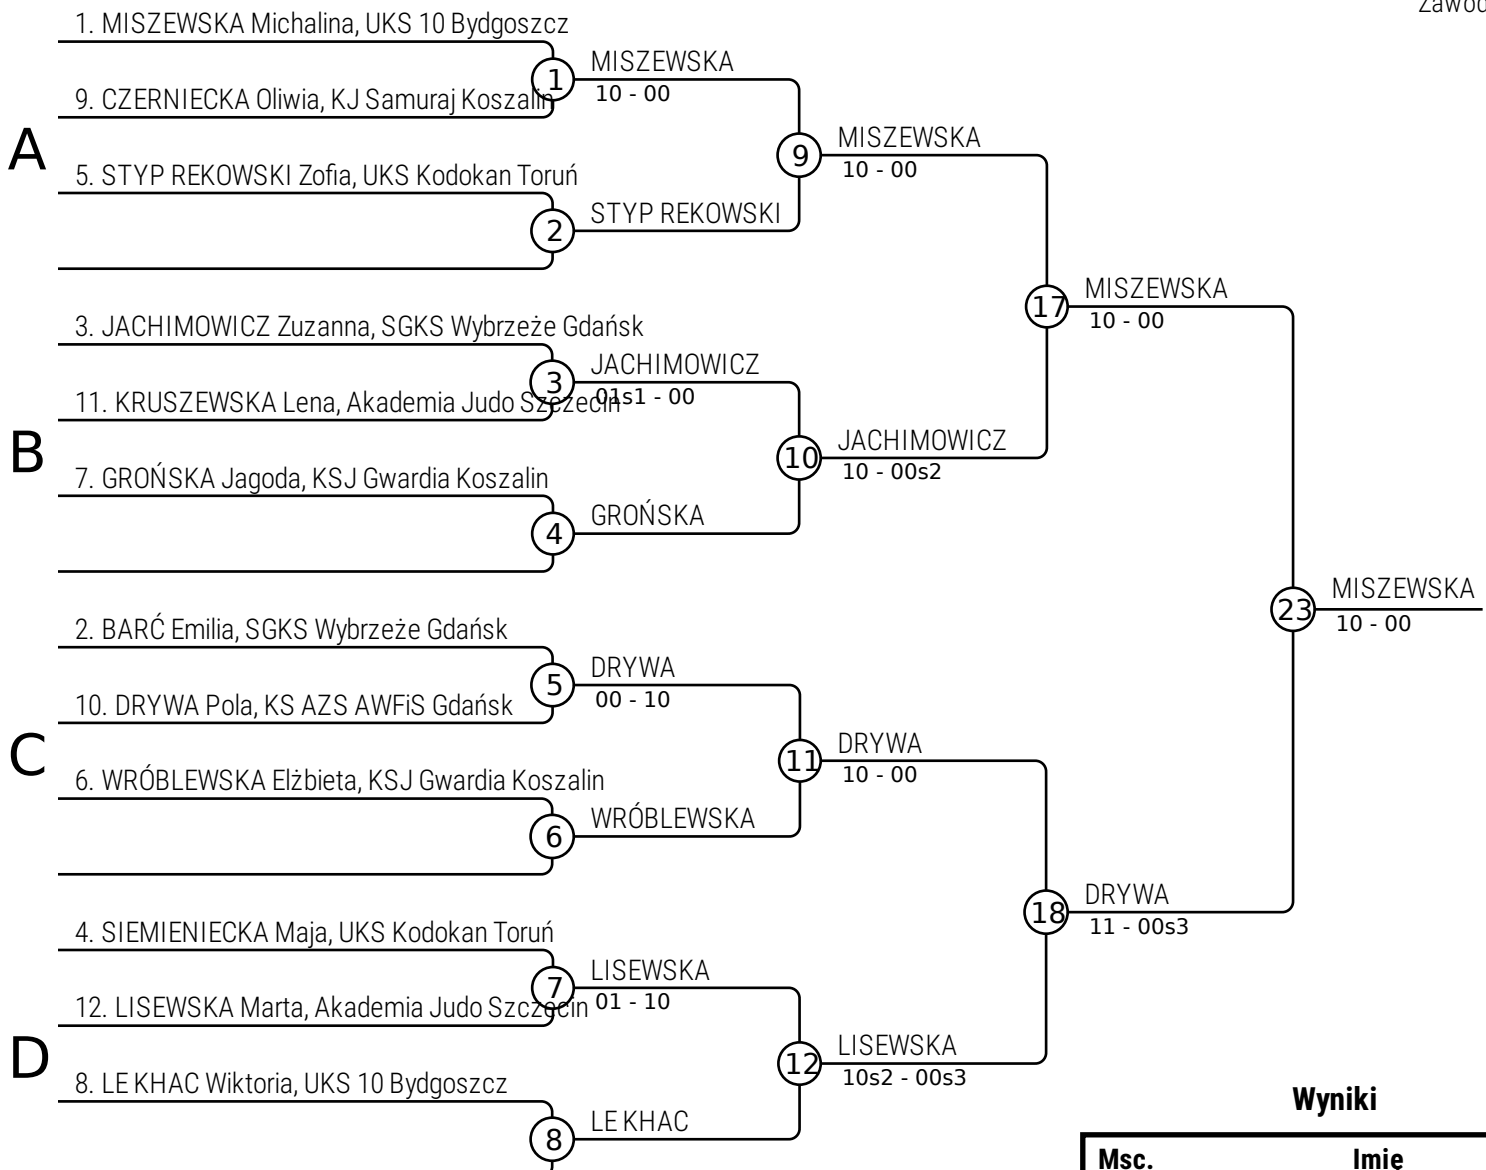 Zawod
1. MISZEWSKA Michalina, UKS 10 Bydgoszcz
1
MISZEWSKA
10 - 00
9. CZERNIECKA Oliwia, KJ Samuraj Koszalin
A
9
MISZEWSKA
10 - 00
5. STYP REKOWSKI Zofia, UKS Kodokan Toruń
2
STYP REKOWSKI
17
MISZEWSKA
10 - 00
3. JACHIMOWICZ Zuzanna, SGKS Wybrzeże Gdańsk
3
JACHIMOWICZ
01s1 - 00
11. KRUSZEWSKA Lena, Akademia Judo Szczecin
B
10
JACHIMOWICZ
10 - 00s2
7. GROŃSKA Jagoda, KSJ Gwardia Koszalin
4
GROŃSKA
23
MISZEWSKA
10 - 00
2. BARĆ Emilia, SGKS Wybrzeże Gdańsk
5
DRYWA
00 - 10
10. DRYWA Pola, KS AZS AWFiS Gdańsk
C
11
DRYWA
10 - 00
6. WRÓBLEWSKA Elżbieta, KSJ Gwardia Koszalin
6
WRÓBLEWSKA
18
DRYWA
11 - 00s3
4. SIEMIENIECKA Maja, UKS Kodokan Toruń
7
LISEWSKA
01 - 10
12. LISEWSKA Marta, Akademia Judo Szczecin
D
12
LISEWSKA
10s2 - 00s3
8. LE KHAC Wiktoria, UKS 10 Bydgoszcz
8
LE KHAC
Wyniki
Msc. Imię